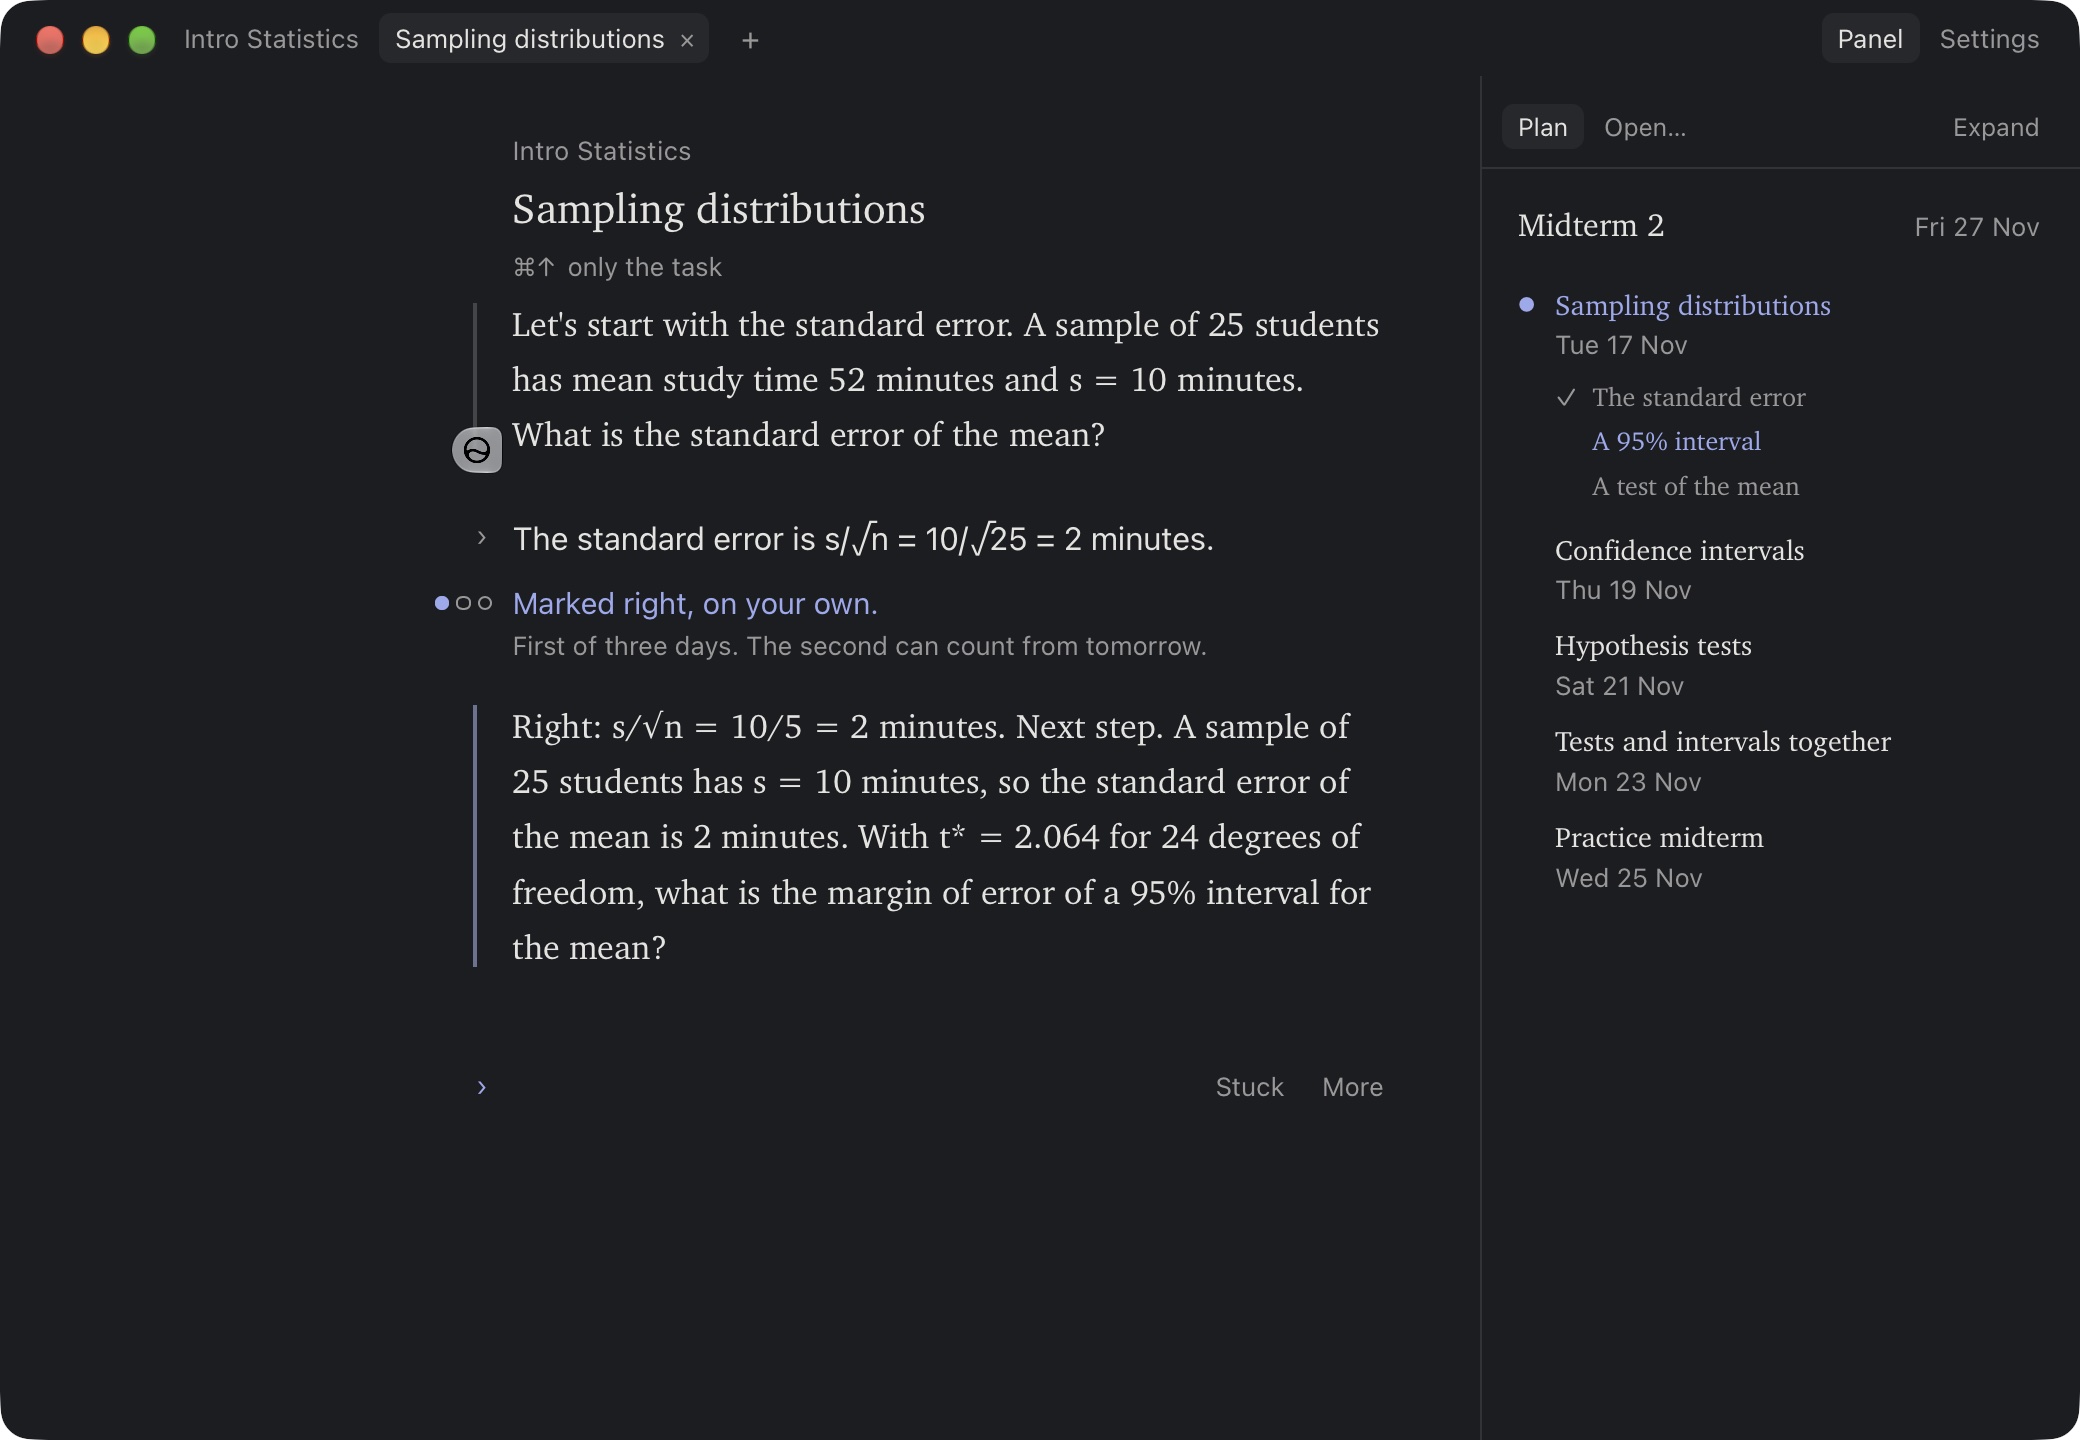 Intro Statistics
Sampling distributions ×
+
Panel
Settings
Intro Statistics
Sampling distributions
⌘↑ only the task
Let's start with the standard error. A sample of 25 students
has mean study time 52 minutes and s = 10 minutes.
What is the standard error of the mean?
› The standard error is s/√n = 10/√25 = 2 minutes.
Marked right, on your own.
First of three days. The second can count from tomorrow.
Right: s/√n = 10/5 = 2 minutes. Next step. A sample of
25 students has s = 10 minutes, so the standard error of
the mean is 2 minutes. With t* = 2.064 for 24 degrees of
freedom, what is the margin of error of a 95% interval for
the mean?
›
Stuck
More
Plan
Open...
Expand
Midterm 2
Fri 27 Nov
Sampling distributions
Tue 17 Nov
✓ The standard error
A 95% interval
A test of the mean
Confidence intervals
Thu 19 Nov
Hypothesis tests
Sat 21 Nov
Tests and intervals together
Mon 23 Nov
Practice midterm
Wed 25 Nov